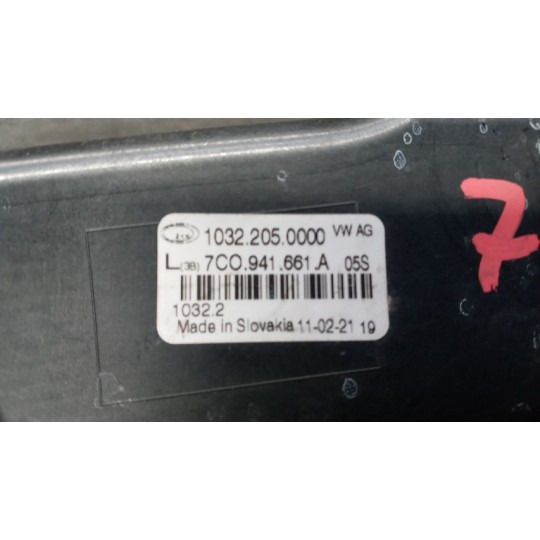 1032.205.0000 VW AG
L(3B) 7C0.941.661.A 05S
1032.2
Made in Slovakia 11-02-21 19
7